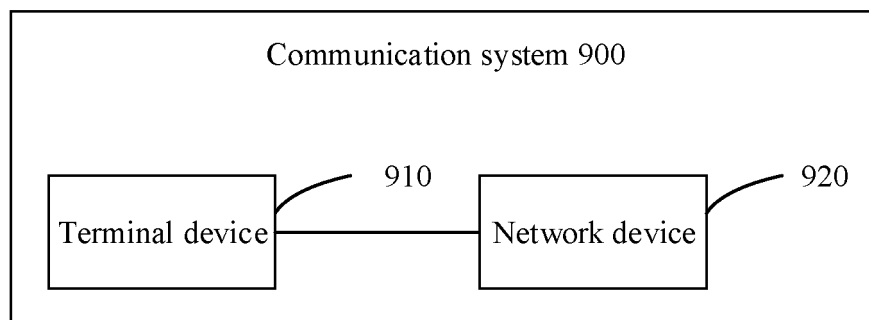 Communication system 900
910
920
Terminal device
Network device